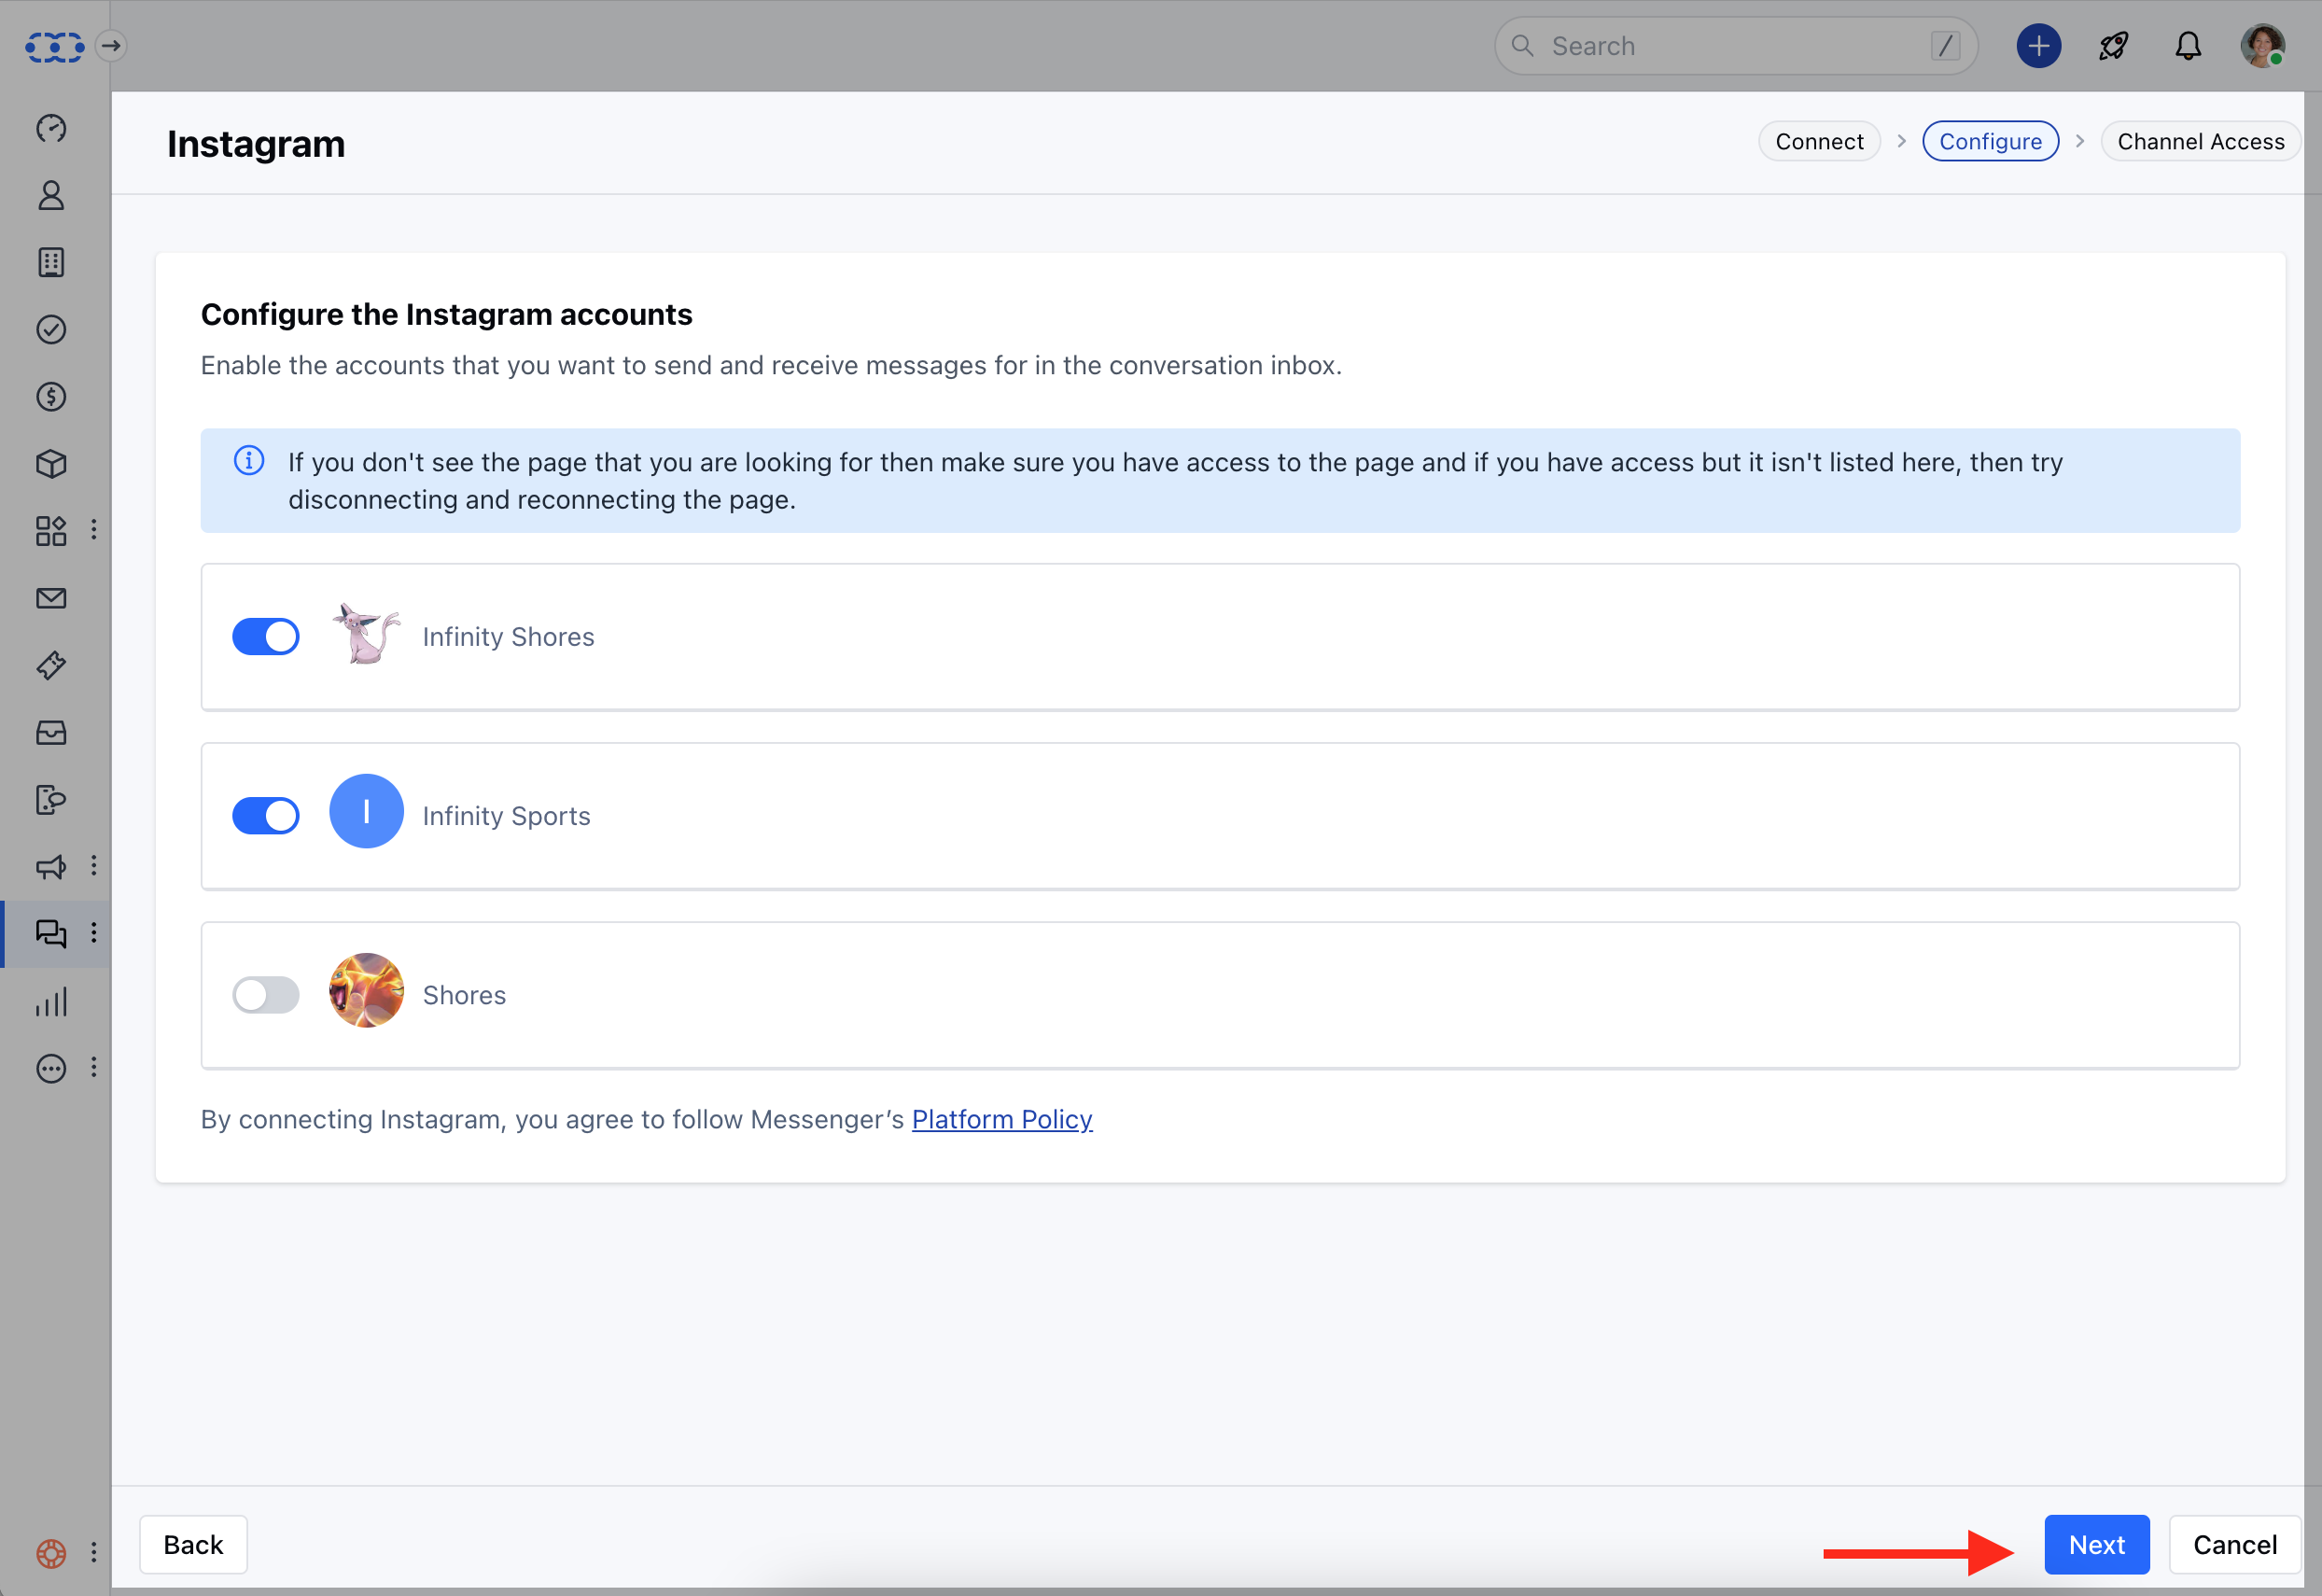 Search /
Instagram
Connect > Configure > Channel Access
Configure the Instagram accounts
Enable the accounts that you want to send and receive messages for in the conversation inbox.
If you don't see the page that you are looking for then make sure you have access to the page and if you have access but it isn't listed here, then try
disconnecting and reconnecting the page.
Infinity Shores
I Infinity Sports
Shores
By connecting Instagram, you agree to follow Messenger’s Platform Policy
Back Next Cancel